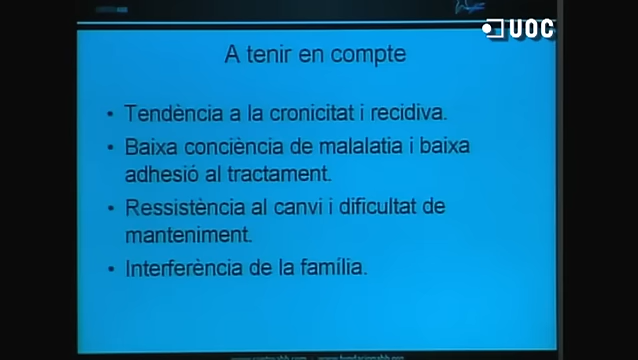 UOC
A tenir en compte
• Tendència a la cronicitat i recidiva.
• Baixa conciència de malalatia i baixa
adhesió al tractament.
• Ressistència al canvi i dificultat de
manteniment.
• Interferència de la família.